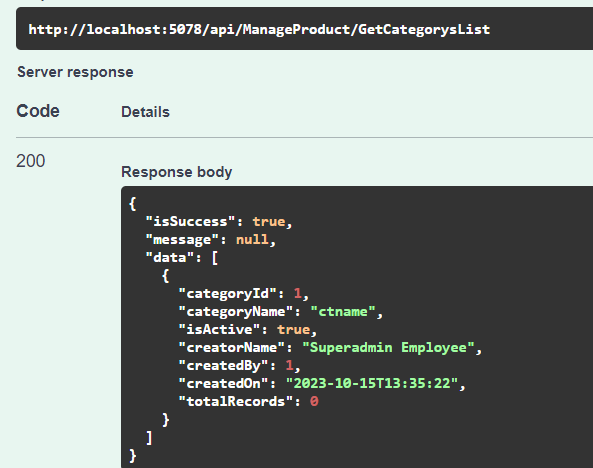 http://localhost:5078/api/ManageProduct/GetCategorysList
Server response
Code Details
200
Response body
{
  "isSuccess": true,
  "message": null,
  "data": [
    {
      "categoryId": 1,
      "categoryName": "ctname",
      "isActive": true,
      "creatorName": "Superadmin Employee",
      "createdBy": 1,
      "createdOn": "2023-10-15T13:35:22",
      "totalRecords": 0
    }
  ]
}